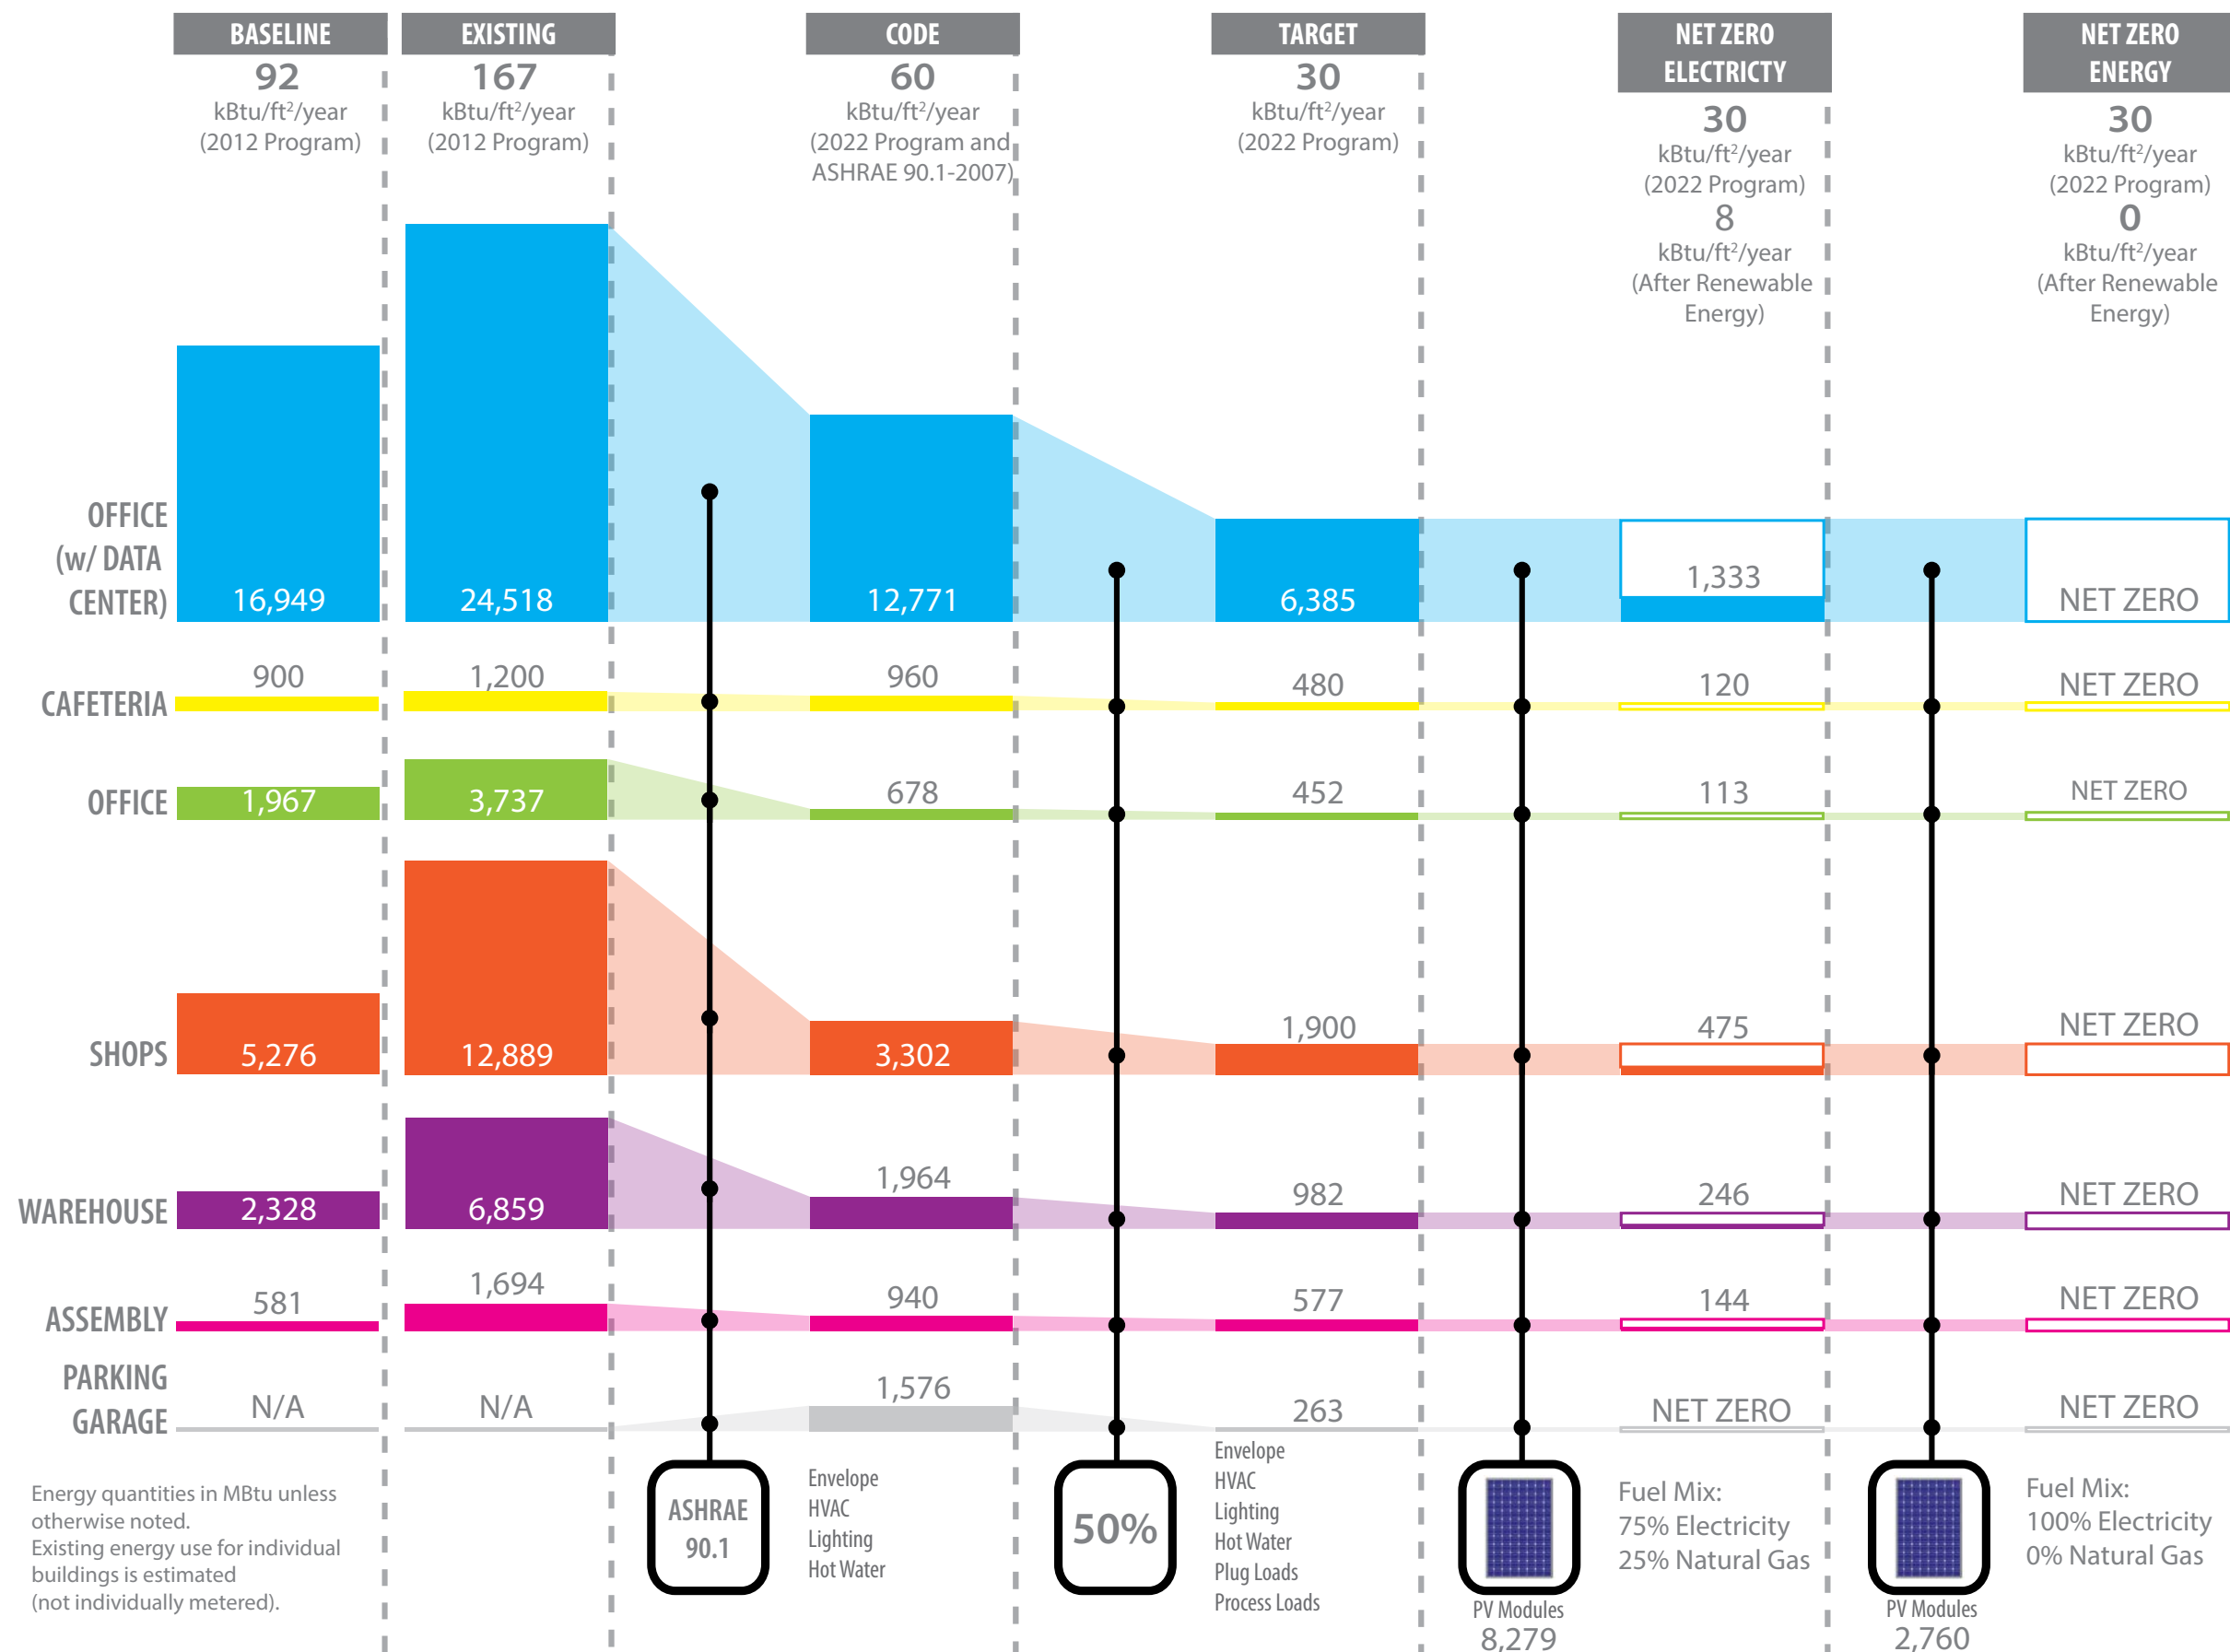 BASELINE
92
kBtu/ft²/year
(2012 Program)
EXISTING
167
kBtu/ft²/year
(2012 Program)
CODE
60
kBtu/ft²/year
(2022 Program and
ASHRAE 90.1-2007)
TARGET
30
kBtu/ft²/year
(2022 Program)
NET ZERO
ELECTRICTY
30
kBtu/ft²/year
(2022 Program)
8
kBtu/ft²/year
(After Renewable
Energy)
NET ZERO
ENERGY
30
kBtu/ft²/year
(2022 Program)
0
kBtu/ft²/year
(After Renewable
Energy)
OFFICE
(w/ DATA
CENTER)
16,949
24,518
12,771
6,385
1,333
NET ZERO
CAFETERIA
900
1,200
960
480
120
NET ZERO
OFFICE
1,967
3,737
678
452
113
NET ZERO
SHOPS
5,276
12,889
3,302
1,900
475
NET ZERO
WAREHOUSE
2,328
6,859
1,964
982
246
NET ZERO
ASSEMBLY
581
1,694
940
577
144
NET ZERO
PARKING
GARAGE
N/A
N/A
1,576
263
NET ZERO
NET ZERO
Energy quantities in MBtu unless
otherwise noted.
Existing energy use for individual
buildings is estimated
(not individually metered).
ASHRAE
90.1
Envelope
HVAC
Lighting
Hot Water
50%
Envelope
HVAC
Lighting
Hot Water
Plug Loads
Process Loads
PV Modules
8,279
Fuel Mix:
75% Electricity
25% Natural Gas
PV Modules
2,760
Fuel Mix:
100% Electricity
0% Natural Gas